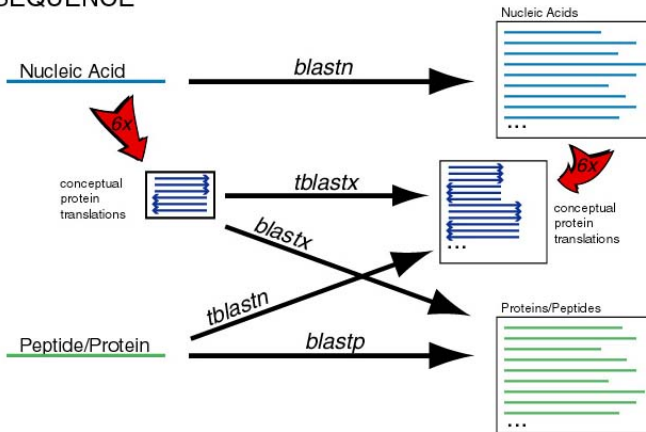 SEQUENCE
Nucleic Acids
Nucleic Acid
blastn
...
6x
6x
conceptual
protein
translations
tblastx
conceptual
protein
translations
...
blastx
tblastn
Proteins/Peptides
Peptide/Protein
blastp
...